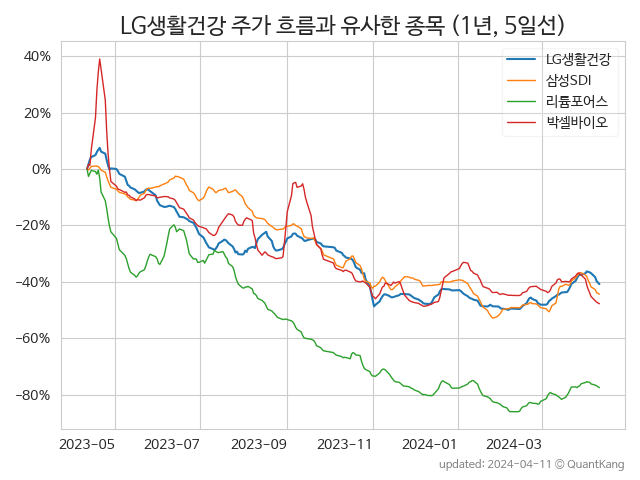 LG생활건강 주가 흐름과 유사한 종목 (1년, 5일선)
LG생활건강
삼성SDI
리튬포어스
박셀바이오
40%
20%
0%
−20%
−40%
−60%
−80%
2023-05 2023-07 2023-09 2023-11 2024-01 2024-03
updated: 2024-04-11 © QuantKang